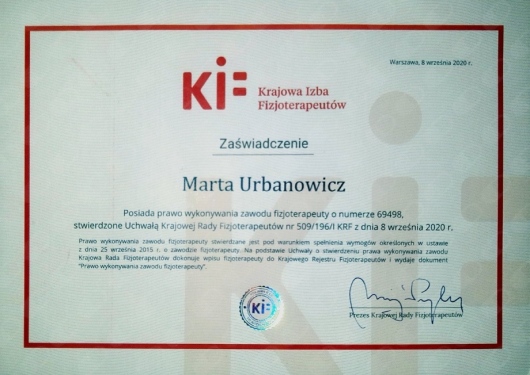 Warszawa, 8 września 2020 r.
KiF
Krajowa Izba
Fizjoterapeutów
Zaświadczenie
Marta Urbanowicz
Posiada prawo wykonywania zawodu fizjoterapeuty o numerze 69498,
stwierdzone Uchwałą Krajowej Rady Fizjoterapeutów nr 509/196/I KRF z dnia 8 września 2020 r.
Prawo wykonywania zawodu fizjoterapeuty stwierdzane jest pod warunkiem spełnienia wymogów określonych w ustawie
z dnia 25 września 2015 r. o zawodzie fizjoterapeuty. Na podstawie Uchwały o stwierdzeniu prawa wykonywania zawodu
Krajowa Rada Fizjoterapeutów dokonuje wpisu fizjoterapeuty do Krajowego Rejestru Fizjoterapeutów i wydaje dokument
"Prawo wykonywania zawodu fizjoterapeuty".
KiF
Prezes Krajowej Rady Fizjoterapeutów